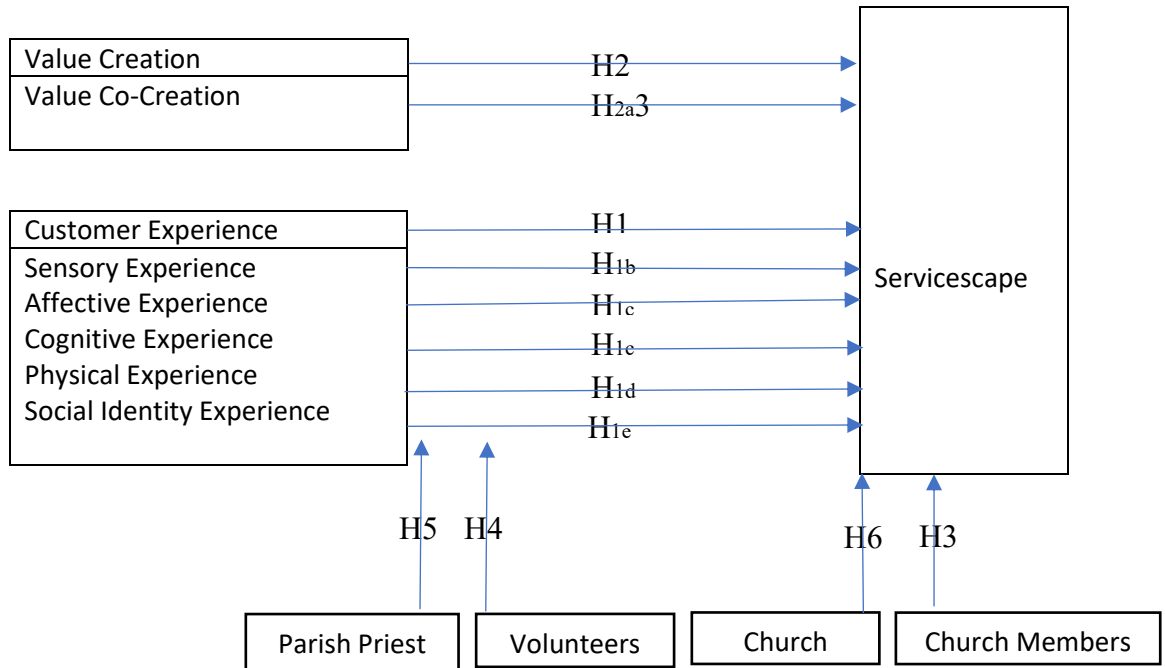 Value Creation
H2
Value Co-Creation
H2a3
Customer Experience
H1
Sensory Experience
H1b
Servicescape
Affective Experience
H1c
Cognitive Experience
H1c
Physical Experience
H1d
Social Identity Experience
H1e
H5
H4
H6
H3
Parish Priest
Volunteers
Church
Church Members